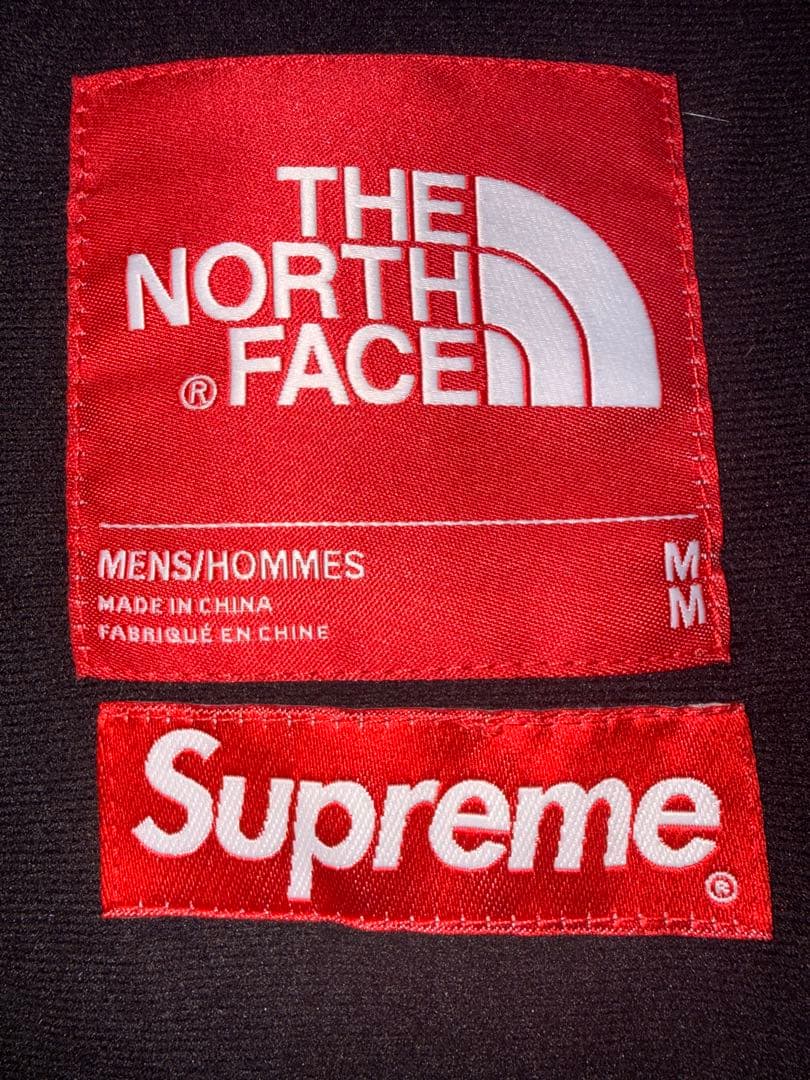 THE
NORTH
® FACE
MENS/HOMMES M
MADE IN CHINA M
FABRIQUÉ EN CHINE
Supreme ®